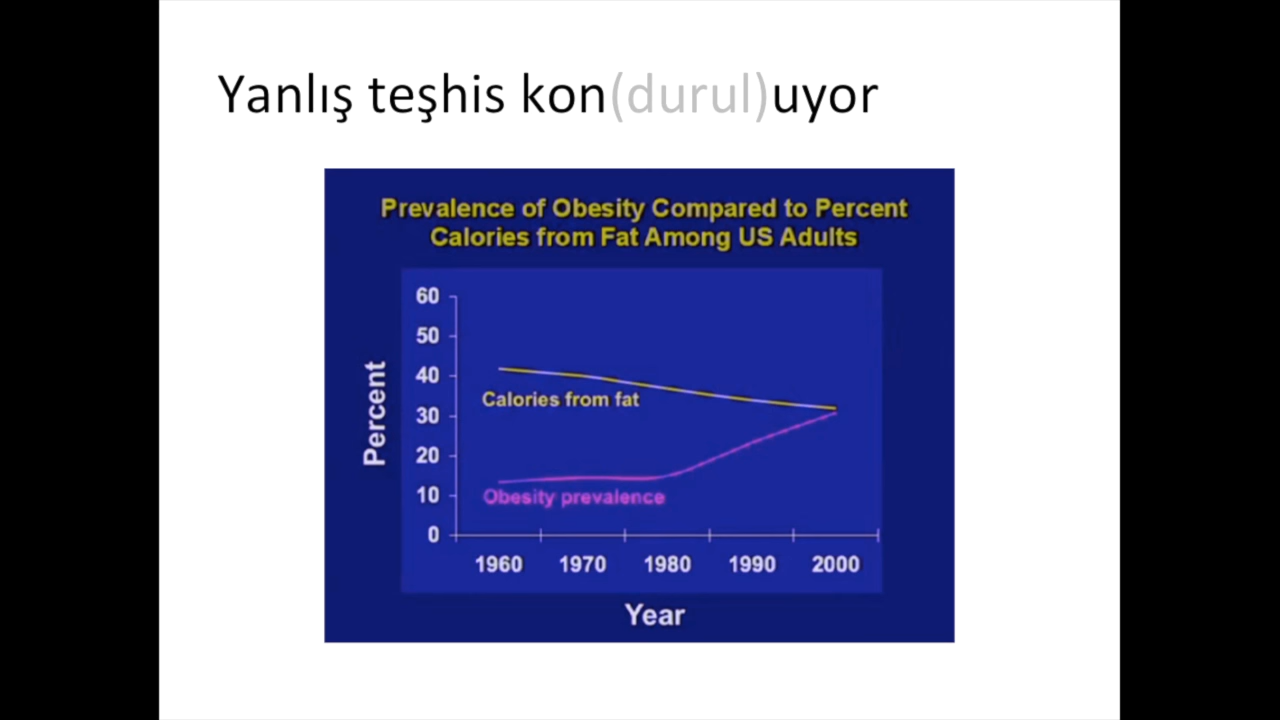 Yanlış teşhis kon(durul)uyor
Prevalence of Obesity Compared to Percent
Calories from Fat Among US Adults
60
50
40
30
20
10
0
Percent
Calories from fat
Obesity prevalence
1960 1970 1980 1990 2000
Year